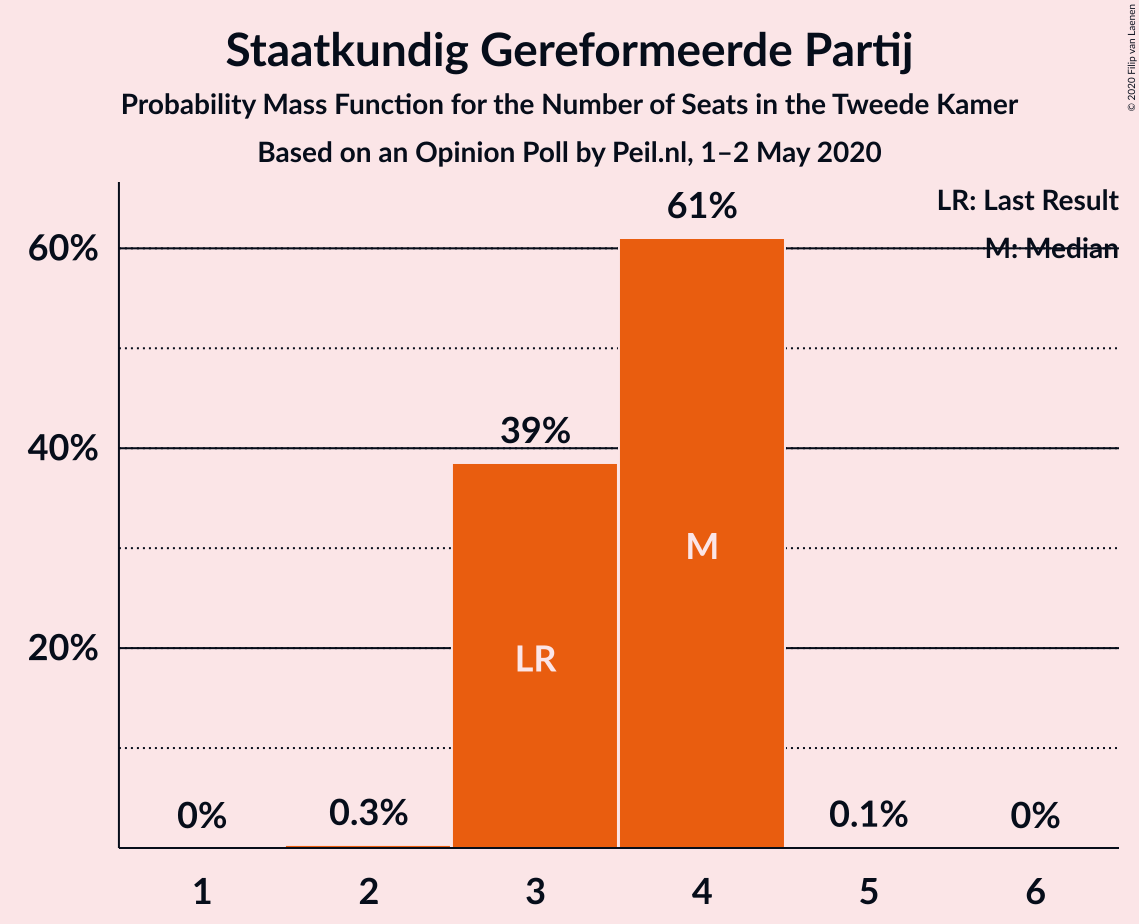 Staatkundig Gereformeerde Partij
Probability Mass Function for the Number of Seats in the Tweede Kamer
Based on an Opinion Poll by Peil.nl, 1–2 May 2020
© 2020 Filip van Laenen
LR: Last Result
M: Median
61%
60%
39%
40%
M
LR
20%
0%
0.3%
0.1%
0%
1
2
3
4
5
6